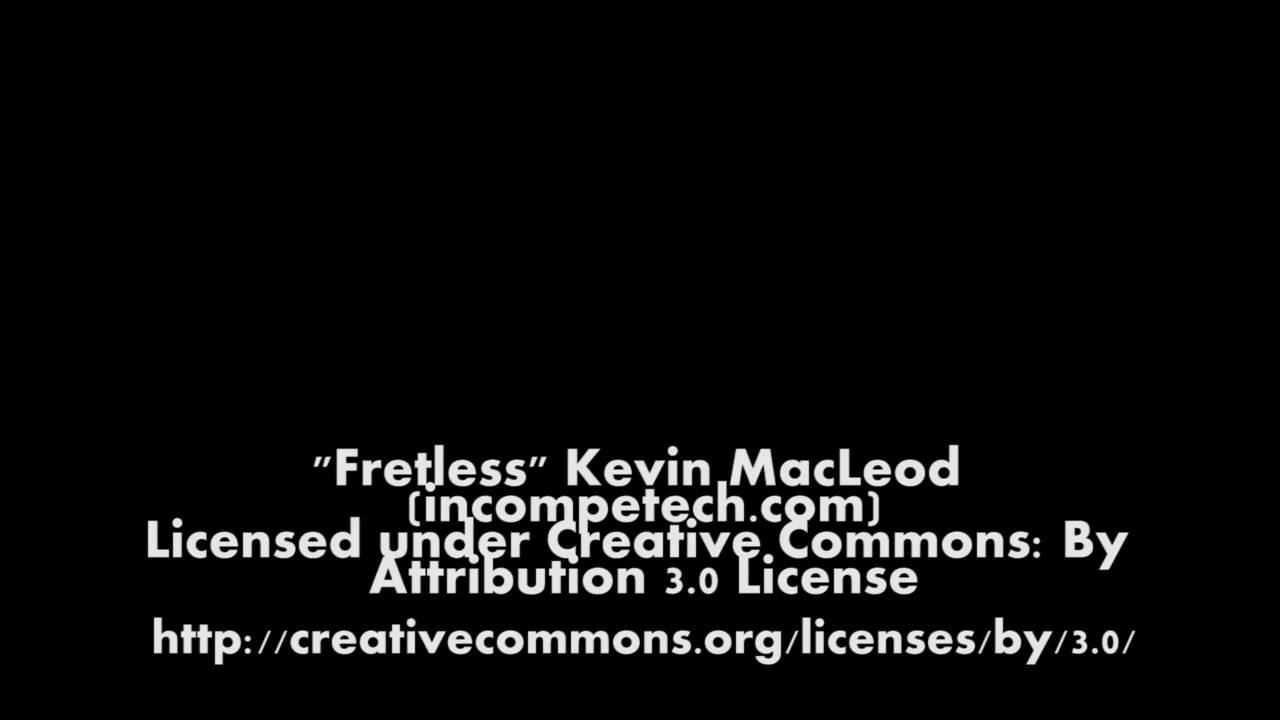 "Fretless" Kevin MacLeod
(incompetech.com)
Licensed under Creative Commons: By
Attribution 3.0 License
http://creativecommons.org/licenses/by/3.0/